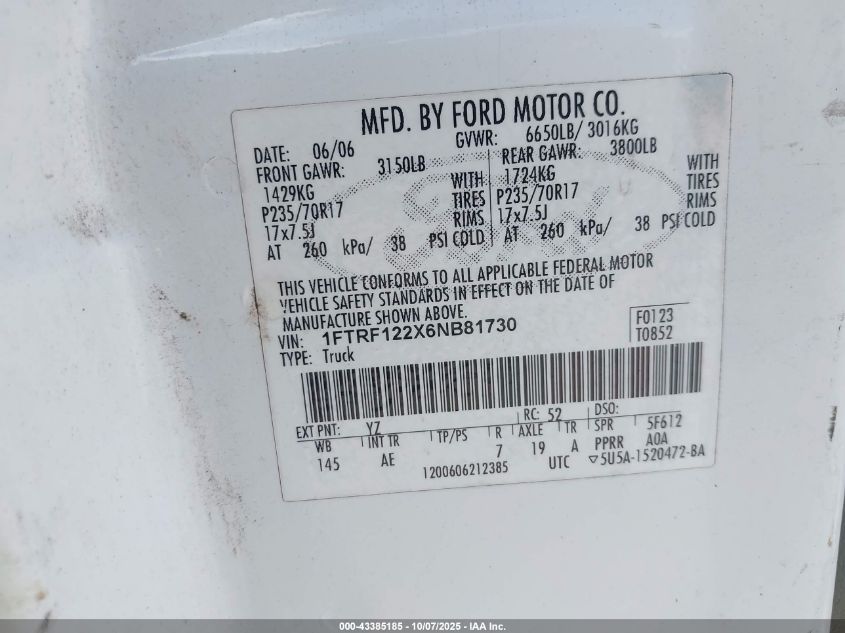 MFD. BY FORD MOTOR CO.
DATE: 06/06 GVWR: 6650LB/ 3016KG
FRONT GAWR: 3150LB REAR GAWR: 3800LB
1429KG WITH 1724KG WITH
P235/70R17 TIRES P235/70R17 TIRES
17x7.5J RIMS 17x7.5J RIMS
AT 260 kPa/ 38 PSI COLD AT 260 kPa/ 38 PSI COLD
THIS VEHICLE CONFORMS TO ALL APPLICABLE FEDERAL MOTOR
VEHICLE SAFETY STANDARDS IN EFFECT ON THE DATE OF
MANUFACTURE SHOWN ABOVE.
VIN: 1FTRF122X6NB81730 F0123
TYPE: Truck T0852
EXT PNT: YZ RC: 52 DSO:
WB INT TR TP/PS R AXLE TR SPR 5F612
145 AE 7 19 A PPRR A0A
1200606212385 UTC ▽5U5A-1520472-BA
000-43385185 - 10/07/2025 - IAA Inc.